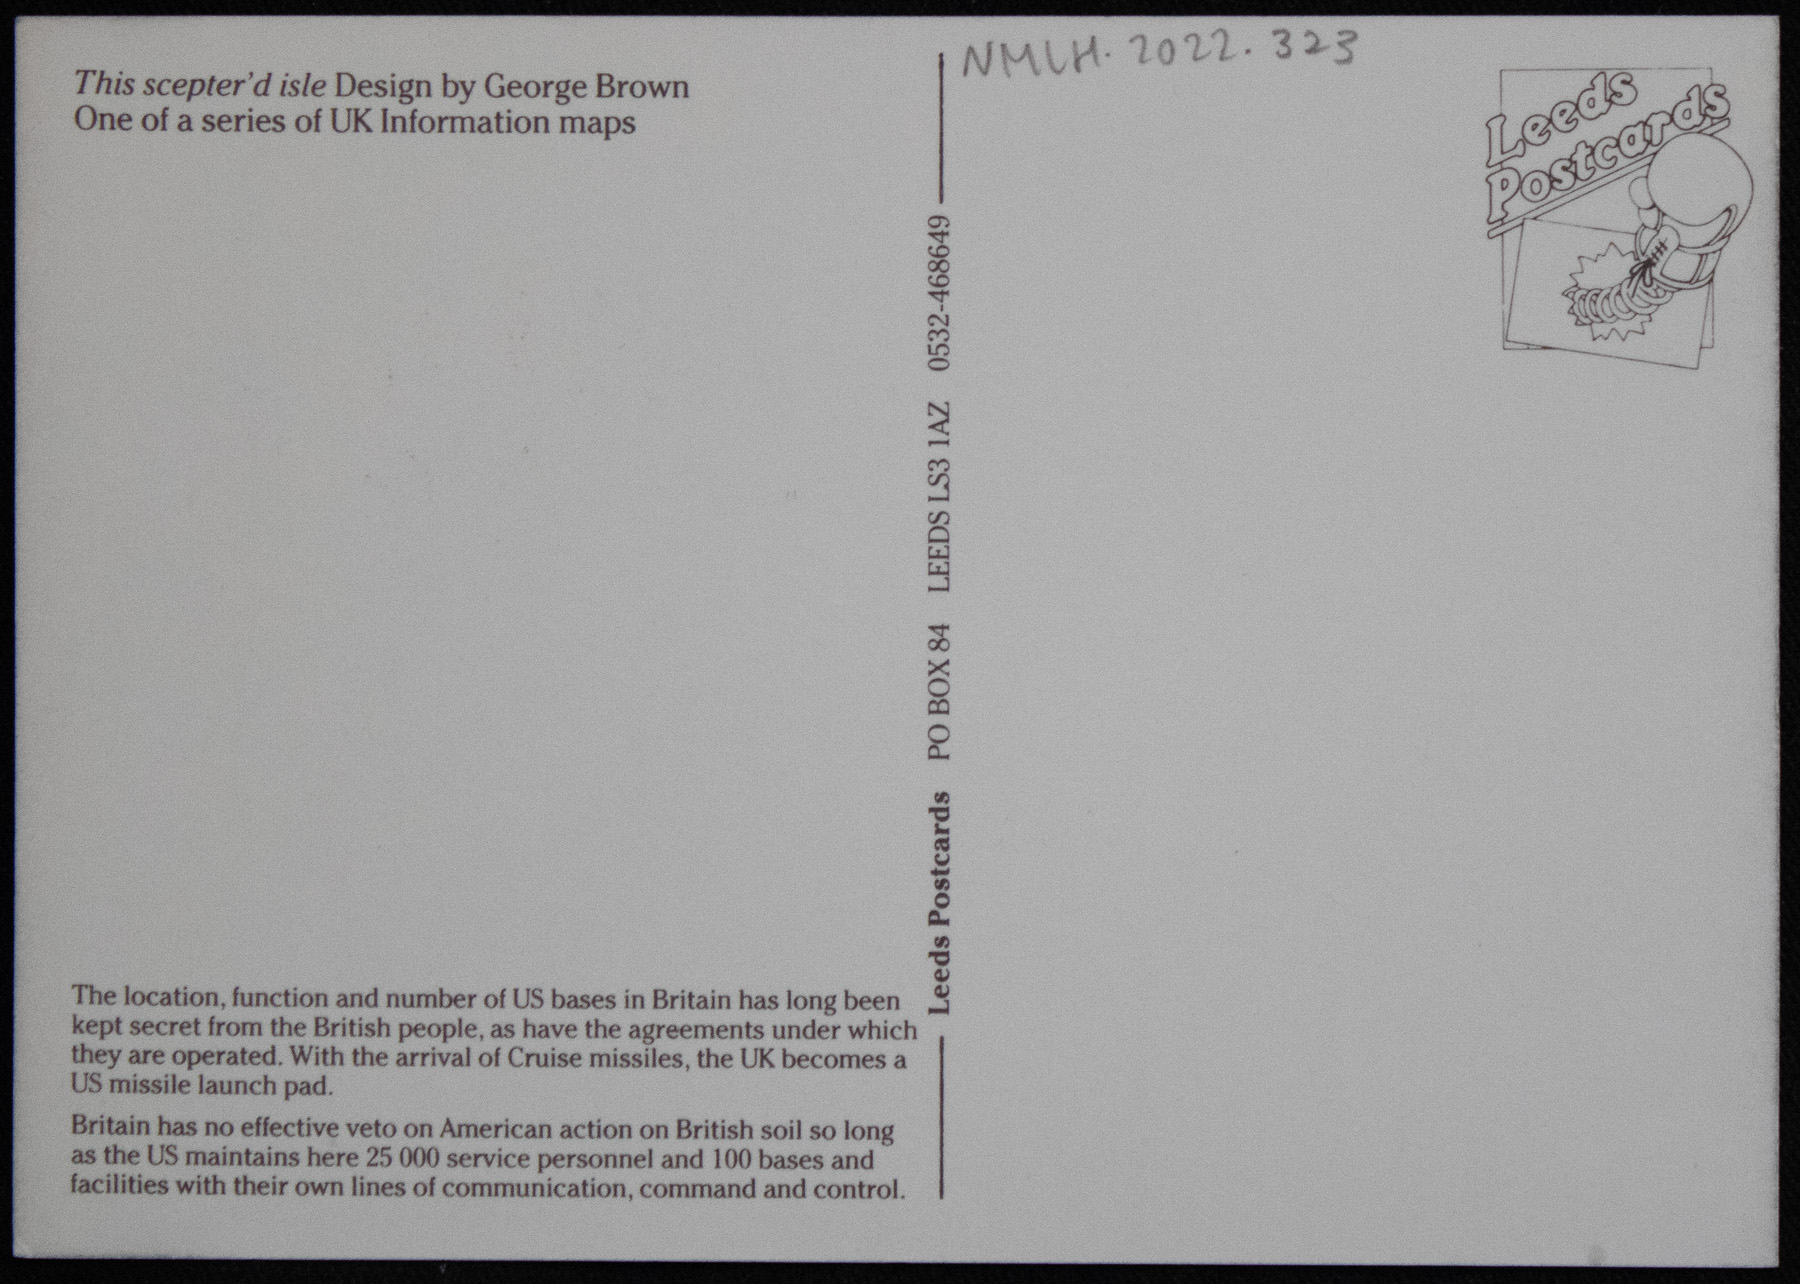 This scepter'd isle Design by George Brown
One of a series of UK Information maps
The location, function and number of US bases in Britain has long been
kept secret from the British people, as have the agreements under which
they are operated. With the arrival of Cruise missiles, the UK becomes a
US missile launch pad.
Britain has no effective veto on American action on British soil so long
as the US maintains here 25 000 service personnel and 100 bases and
facilities with their own lines of communication, command and control.
Leeds Postcards PO BOX 84 LEEDS LS3 1AZ 0532-468649
NMLH. 2022. 323
Leeds
Postcards